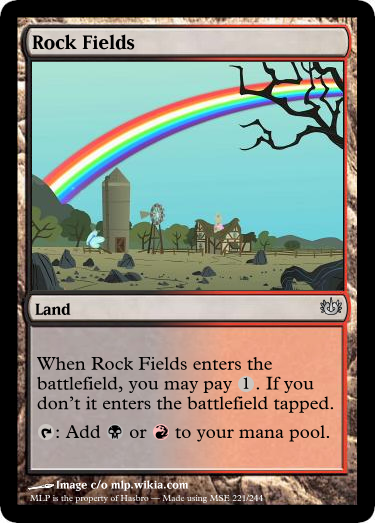 Rock Fields
Land
When Rock Fields enters the
battlefield, you may pay 1. If you
don't it enters the battlefield tapped.
: Add or to your mana pool.
Image c/o mlp.wikia.com
MLP is the property of Hasbro — Made using MSE 221/244